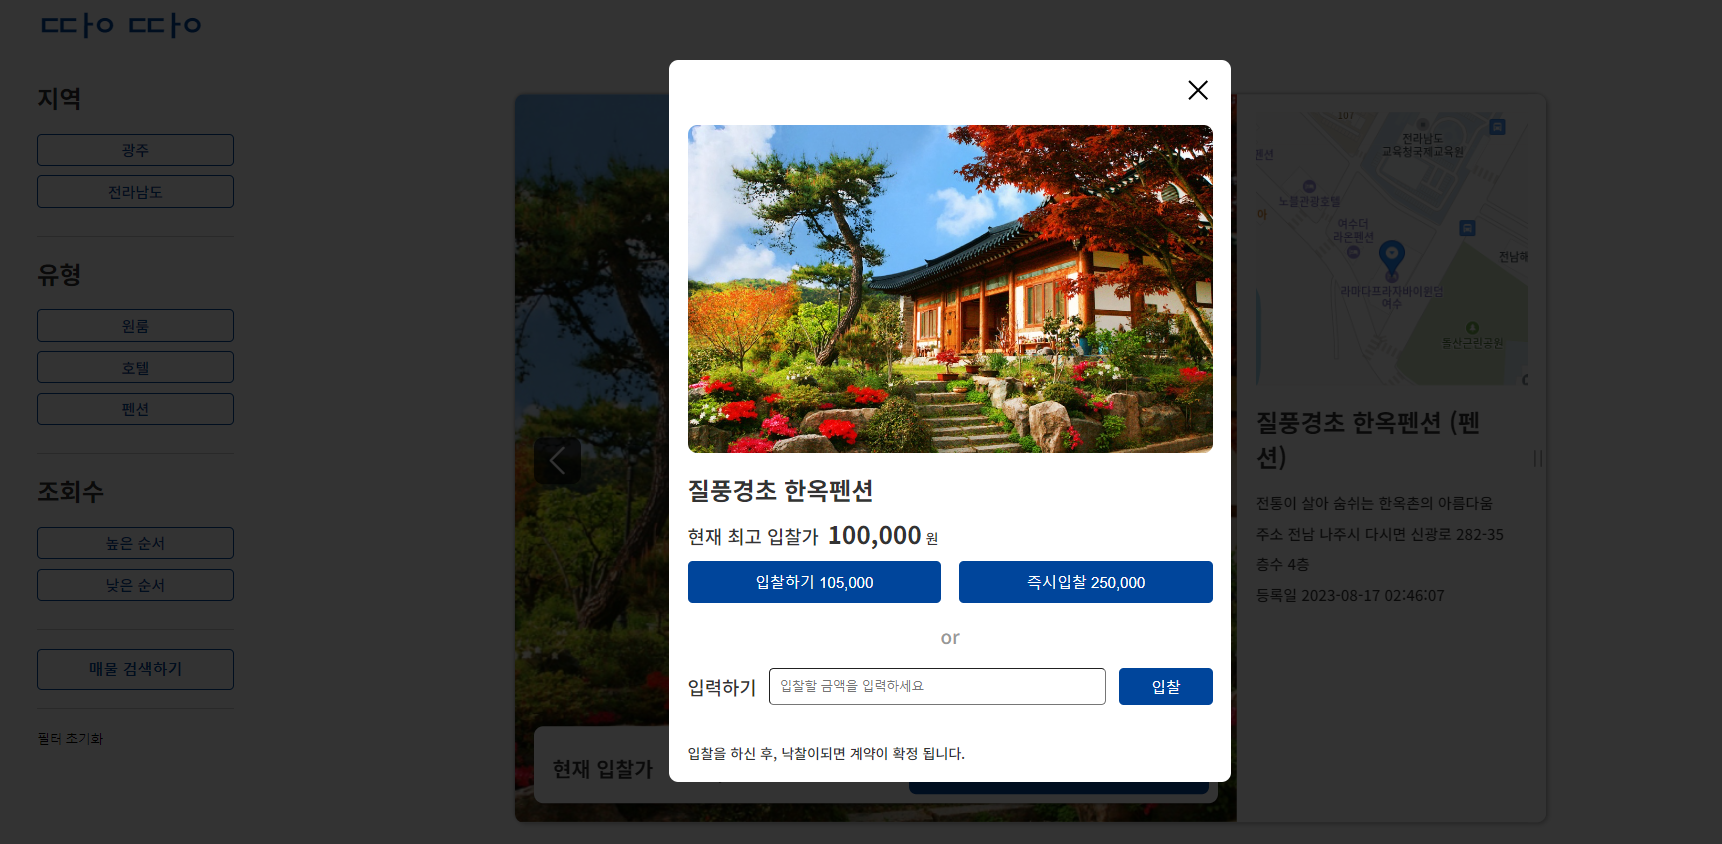 따이 따이
지역
광주
전라남도
유형
원룸
호텔
펜션
조회수
높은 순서
낮은 순서
매물 검색하기
필터 초기화
질풍경초 한옥펜션
현재 최고 입찰가 100,000 원
입찰하기 105,000
즉시입찰 250,000
or
입력하기
입찰할 금액을 입력하세요
입찰
입찰을 하신 후, 낙찰이되면 계약이 확정 됩니다.
현재 입찰가
107
전라남도
교육청국제교육원
펜션
노블관광호텔
여수더
라온펜션
전남해
라마다프라자바이윈덤
여수
돌산근린공원
질풍경초 한옥펜션 (펜
션)
전통이 살아 숨쉬는 한옥촌의 아름다움
주소 전남 나주시 다시면 신광로 282-35
층수 4층
등록일 2023-08-17 02:46:07